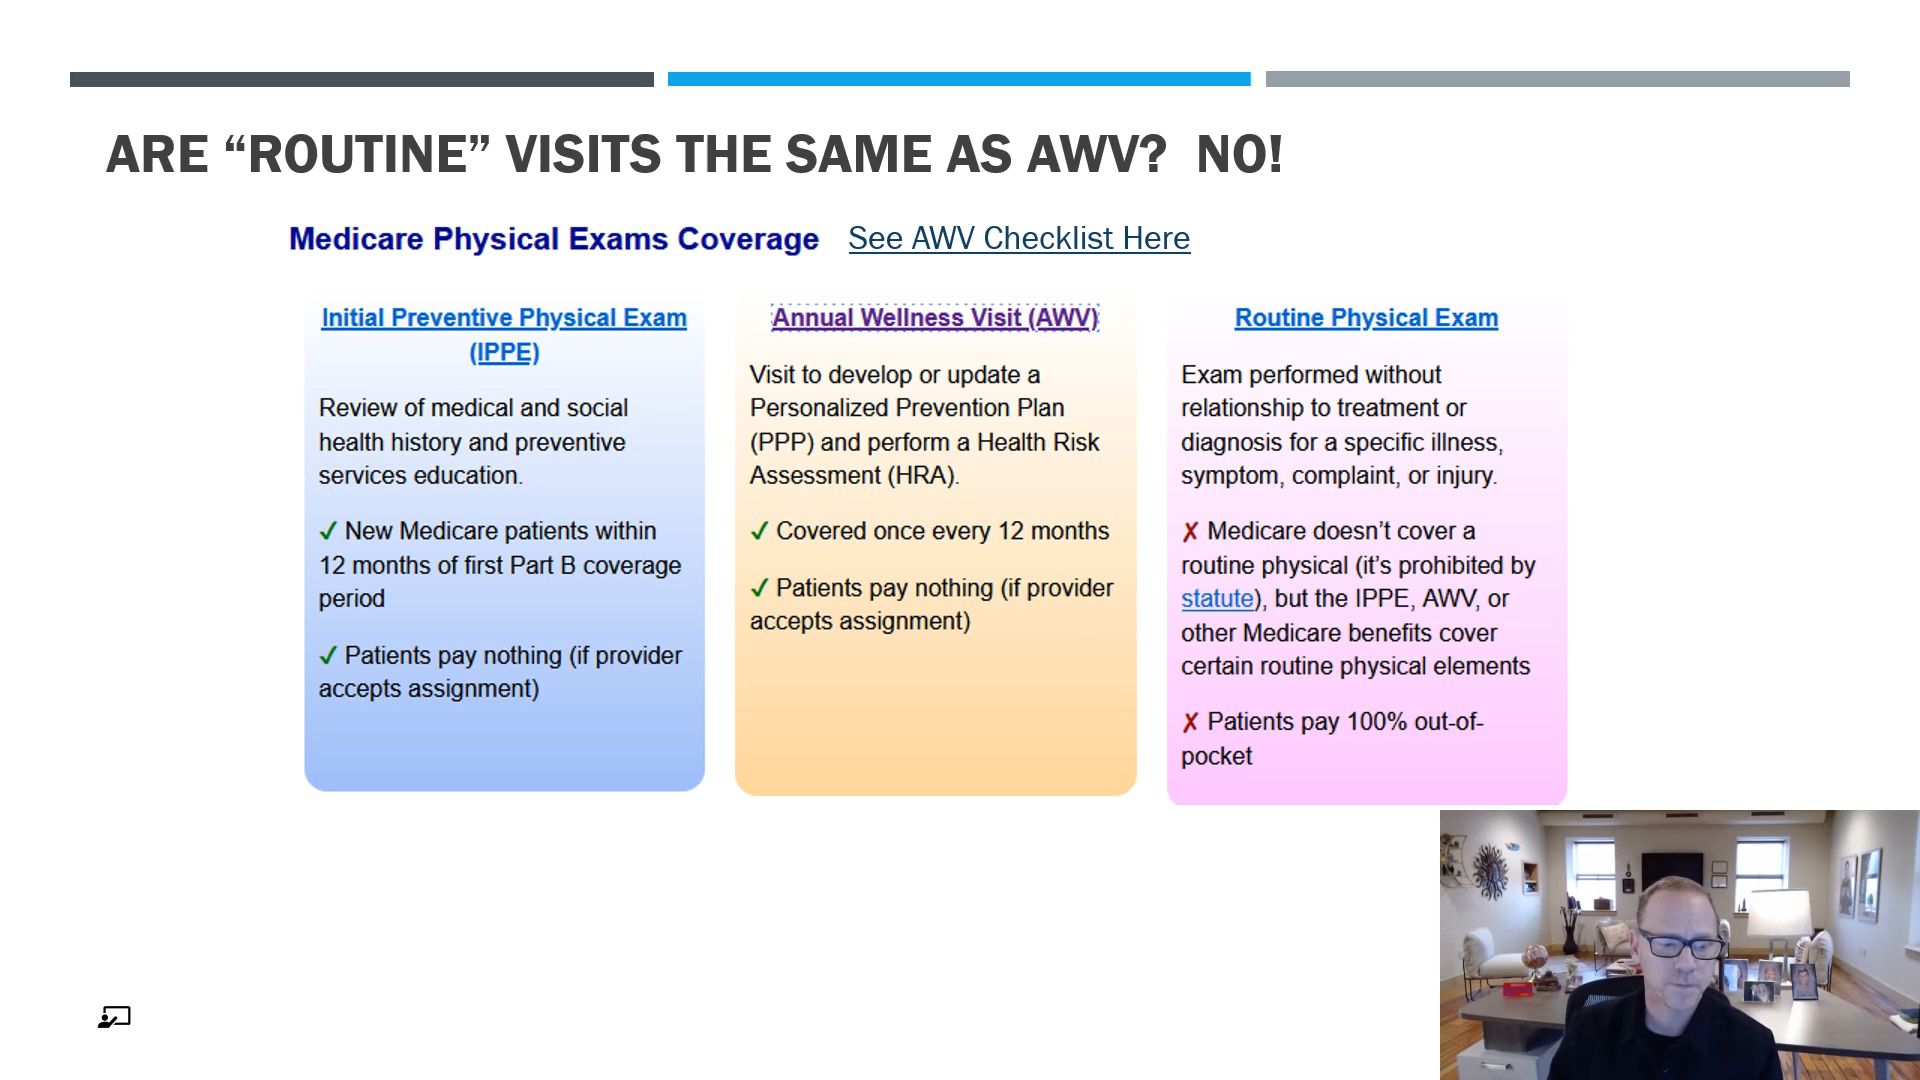 ARE “ROUTINE” VISITS THE SAME AS AWV?  NO!
Medicare Physical Exams Coverage
See AWV Checklist Here
Initial Preventive Physical Exam
(IPPE)
Review of medical and social
health history and preventive
services education.
✓ New Medicare patients within
12 months of first Part B coverage
period
✓ Patients pay nothing (if provider
accepts assignment)
Annual Wellness Visit (AWV)
Visit to develop or update a
Personalized Prevention Plan
(PPP) and perform a Health Risk
Assessment (HRA).
✓ Covered once every 12 months
✓ Patients pay nothing (if provider
accepts assignment)
Routine Physical Exam
Exam performed without
relationship to treatment or
diagnosis for a specific illness,
symptom, complaint, or injury.
✗ Medicare doesn’t cover a
routine physical (it’s prohibited by
statute), but the IPPE, AWV, or
other Medicare benefits cover
certain routine physical elements
✗ Patients pay 100% out-of-
pocket